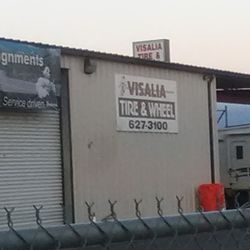 VISALIA
TIRE &
gnments
Service driven.
VISALIA
TIRE & WHEEL
627-3100